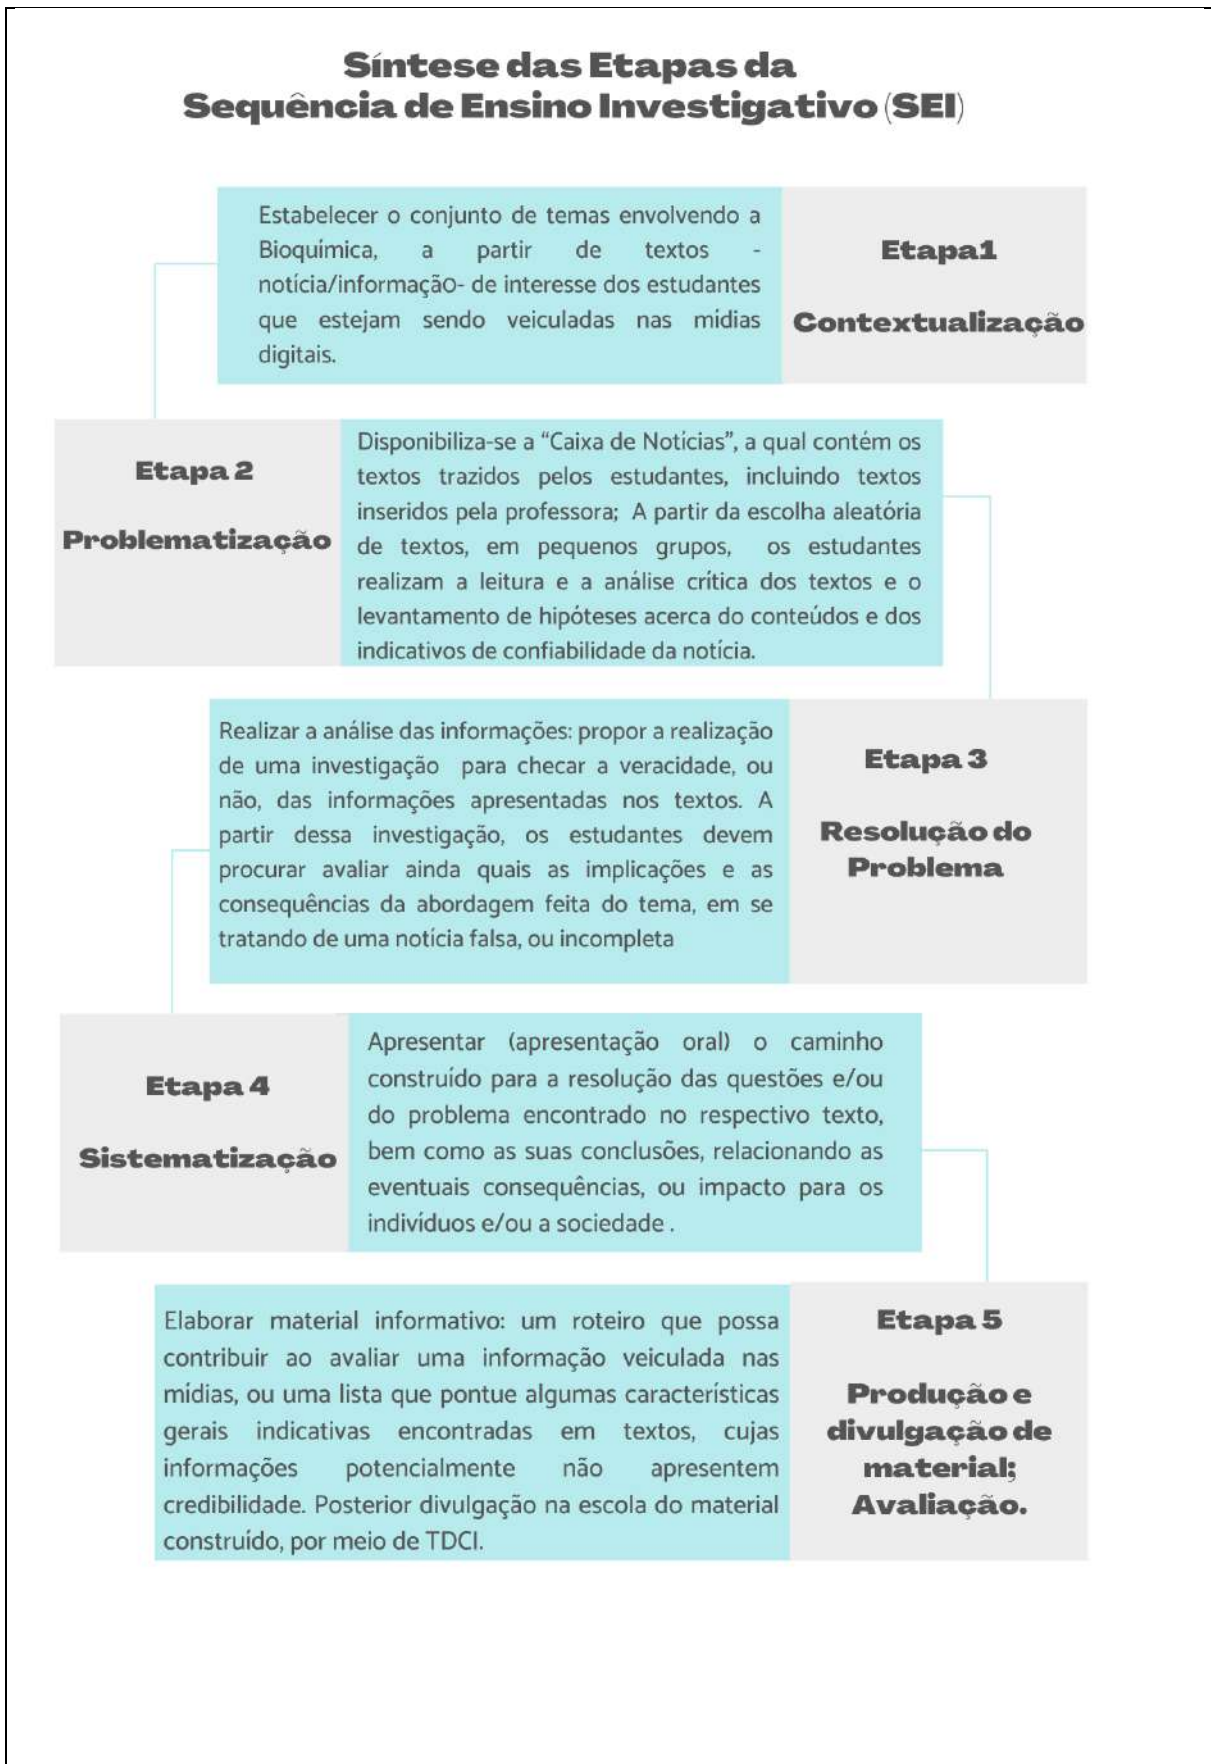 Síntese das Etapas da
Sequência de Ensino Investigativo (SEI)
Estabelecer o conjunto de temas envolvendo a
Bioquímica, a partir de textos -
notícia/informação- de interesse dos estudantes
que estejam sendo veiculadas nas mídias
digitais.
Etapa1
Contextualização
Etapa 2
Problematização
Disponibiliza-se a “Caixa de Notícias”, a qual contém os
textos trazidos pelos estudantes, incluindo textos
inseridos pela professora; A partir da escolha aleatória
de textos, em pequenos grupos, os estudantes
realizam a leitura e a análise crítica dos textos e o
levantamento de hipóteses acerca do conteúdos e dos
indicativos de confiabilidade da notícia.
Realizar a análise das informações: propor a realização
de uma investigação para checar a veracidade, ou
não, das informações apresentadas nos textos. A
partir dessa investigação, os estudantes devem
procurar avaliar ainda quais as implicações e as
consequências da abordagem feita do tema, em se
tratando de uma notícia falsa, ou incompleta
Etapa 3
Resolução do
Problema
Etapa 4
Sistematização
Apresentar (apresentação oral) o caminho
construído para a resolução das questões e/ou
do problema encontrado no respectivo texto,
bem como as suas conclusões, relacionando as
eventuais consequências, ou impacto para os
indivíduos e/ou a sociedade .
Elaborar material informativo: um roteiro que possa
contribuir ao avaliar uma informação veiculada nas
mídias, ou uma lista que pontue algumas características
gerais indicativas encontradas em textos, cujas
informações potencialmente não apresentem
credibilidade. Posterior divulgação na escola do material
construído, por meio de TDCI.
Etapa 5
Produção e
divulgação de
material;
Avaliação.